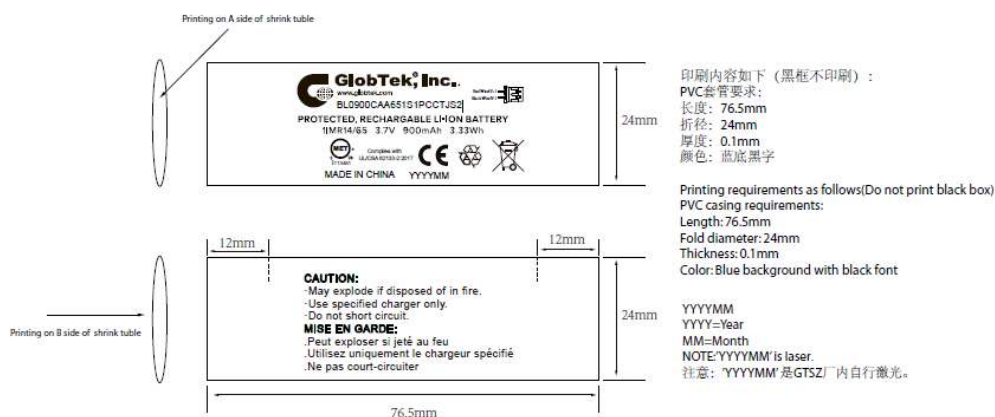 Printing on A side of shrink tuble
GlobTek, Inc.
www.globtek.com
BL0900CAA651S1PCCTJS2
PROTECTED, RECHARGABLE LI-ION BATTERY
1IMR14/65 3.7V 900mAh 3.33Wh
MET
Complies with
UL/CSA 62133-2:2017
CE
MADE IN CHINA YYYYMM
24mm
印刷内容如下（黑框不印刷）：
PVC套管要求：
长度：76.5mm
折径：24mm
厚度：0.1mm
颜色：蓝底黑字
Printing requirements as follows(Do not print black box)
PVC casing requirements:
Length:76.5mm
Fold diameter:24mm
Thickness:0.1mm
Color:Blue background with black font
12mm
12mm
Printing on B side of shrink tuble
CAUTION:
-May explode if disposed of in fire.
-Use specified charger only.
-Do not short circuit.
MISE EN GARDE:
.Peut exploser si jeté au feu
.Utilisez uniquement le chargeur spécifié
.Ne pas court-circuiter
24mm
76.5mm
YYYYMM
YYYY=Year
MM=Month
NOTE:'YYYYMM' is laser.
注意：'YYYYMM'是GTSZ厂内自行激光。